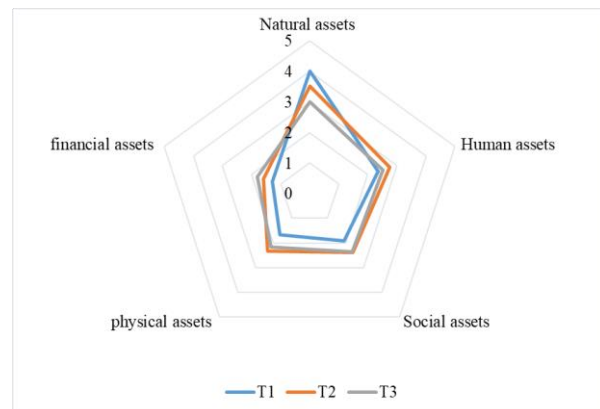 Natural assets
5
4
3
2
1
0
Human assets
financial assets
physical assets
Social assets
T1 T2 T3